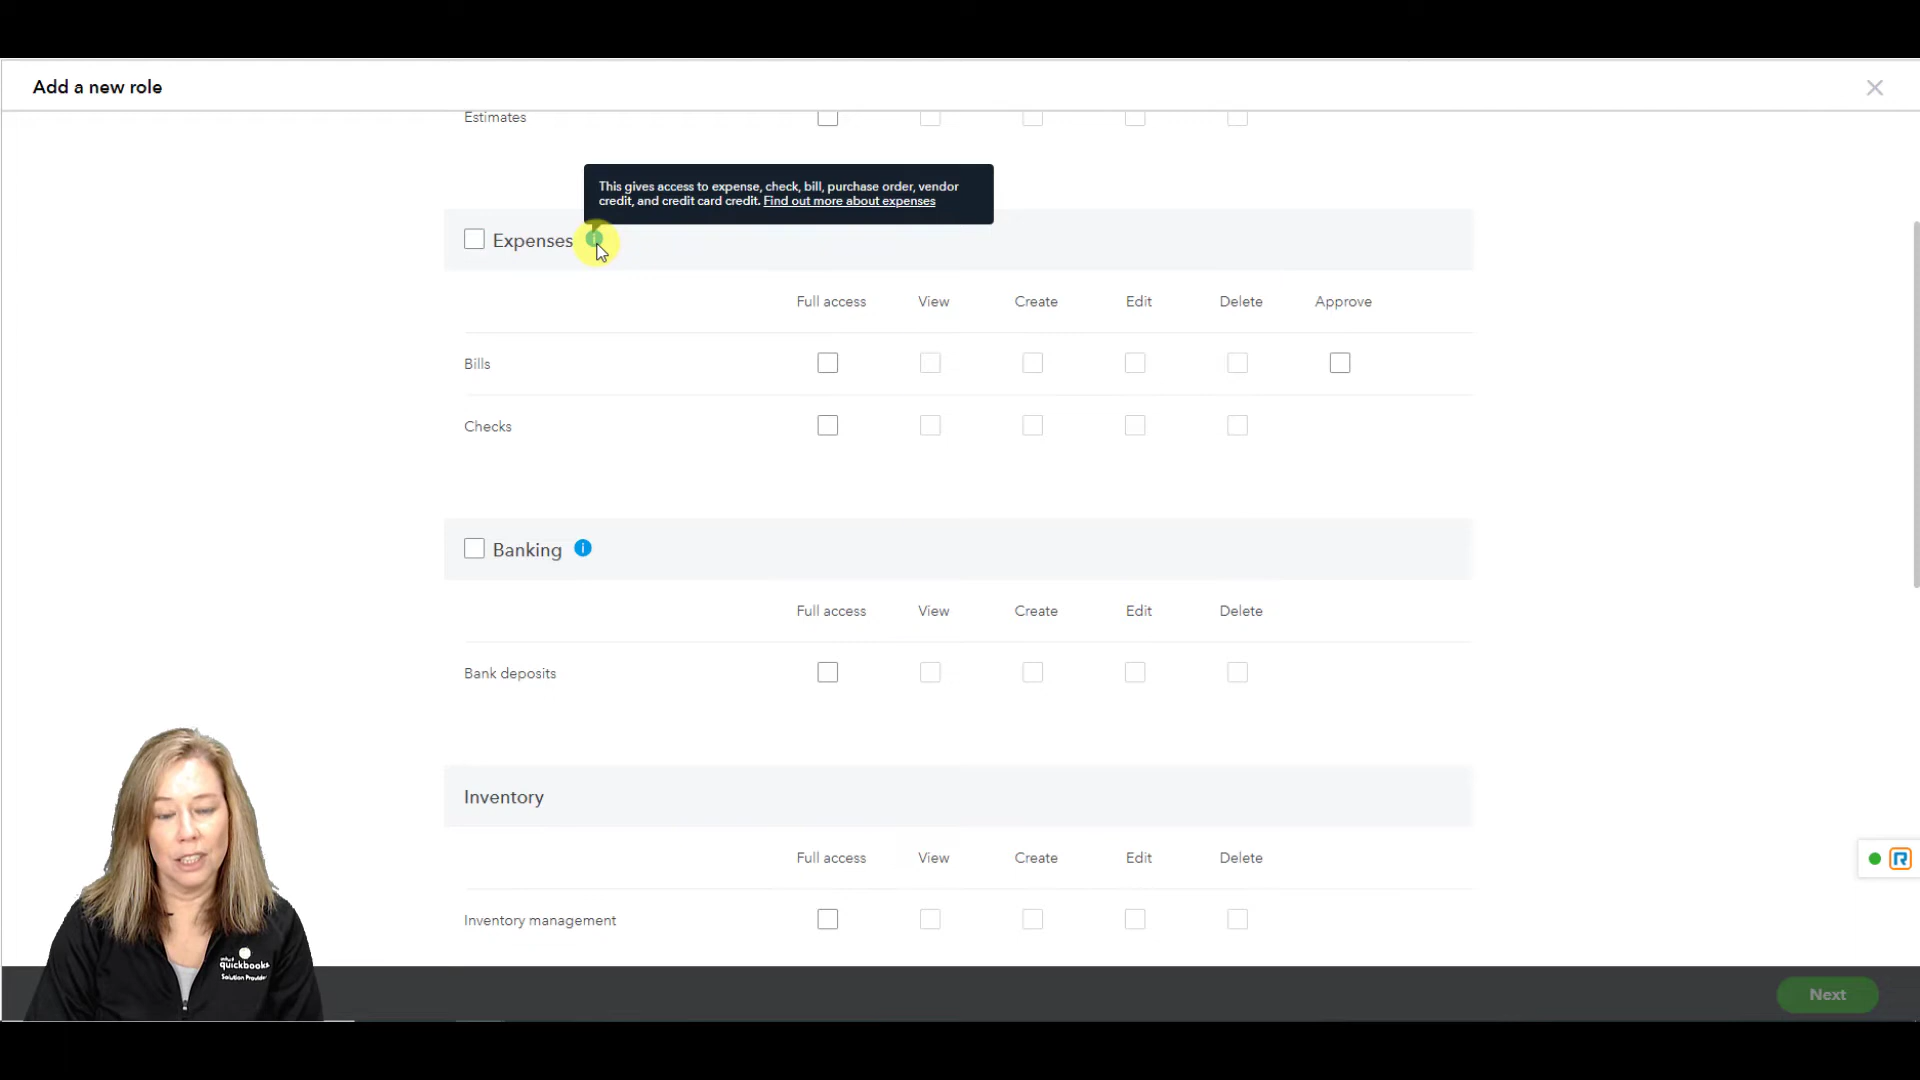 Add a new role
Estimates
This gives access to expense, check, bill, purchase order, vendor
credit, and credit card credit. Find out more about expenses
Expenses
Full access View Create Edit Delete Approve
Bills
Checks
Banking i
Full access View Create Edit Delete
Bank deposits
Inventory
Full access View Create Edit Delete
Inventory management
R
quickbooks
Solution Provider
Next